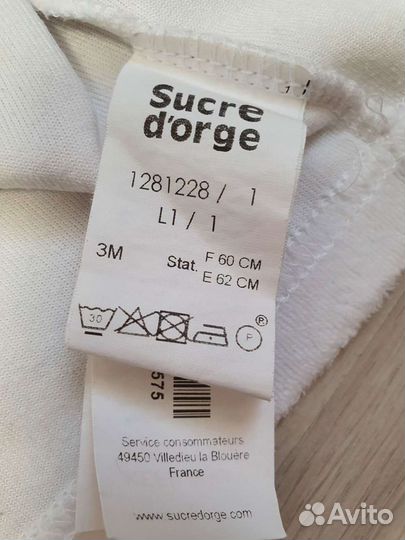 Sucre
d'orge
1281228 / 1
L1 / 1
3M Stat. F 60 CM
E 62 CM
30 P ®
575
Service consommateurs
49450 Villedieu la Blouère
France
www.sucredorge.com
Avito